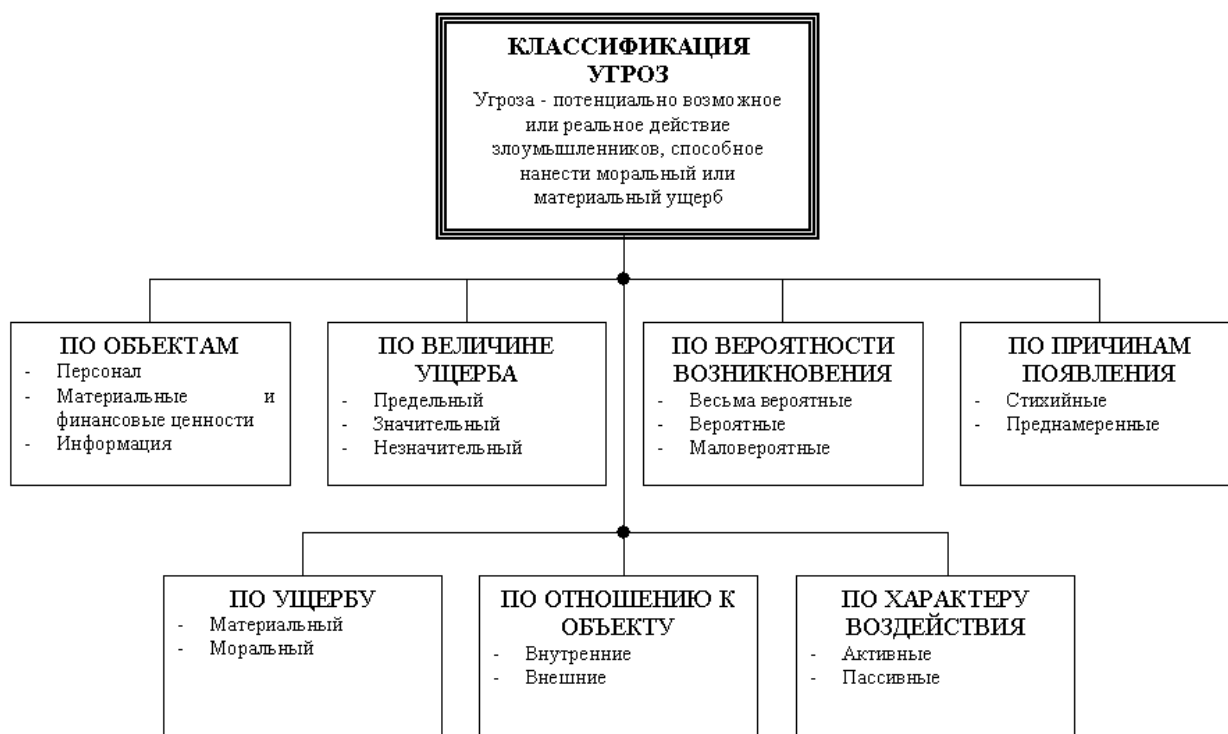 КЛАССИФИКАЦИЯ
УГРОЗ
Угроза - потенциально возможное
или реальное действие
злоумышленников, способное
нанести моральный или
материальный ущерб
ПО ОБЪЕКТАМ
- Персонал
- Материальные и
финансовые ценности
- Информация
ПО ВЕЛИЧИНЕ
УЩЕРБА
- Предельный
- Значительный
- Незначительный
ПО ВЕРОЯТНОСТИ
ВОЗНИКНОВЕНИЯ
- Весьма вероятные
- Вероятные
- Маловероятные
ПО ПРИЧИНАМ
ПОЯВЛЕНИЯ
- Стихийные
- Преднамеренные
ПО УЩЕРБУ
- Материальный
- Моральный
ПО ОТНОШЕНИЮ К
ОБЪЕКТУ
- Внутренние
- Внешние
ПО ХАРАКТЕРУ
ВОЗДЕЙСТВИЯ
- Активные
- Пассивные